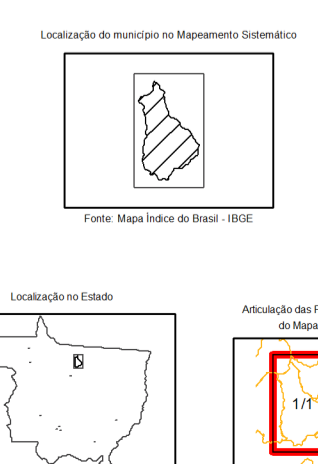 Localização do município no Mapeamento Sistemático
Fonte: Mapa Índice do Brasil - IBGE
Localização no Estado
Articulação das
do Mapa
1/1